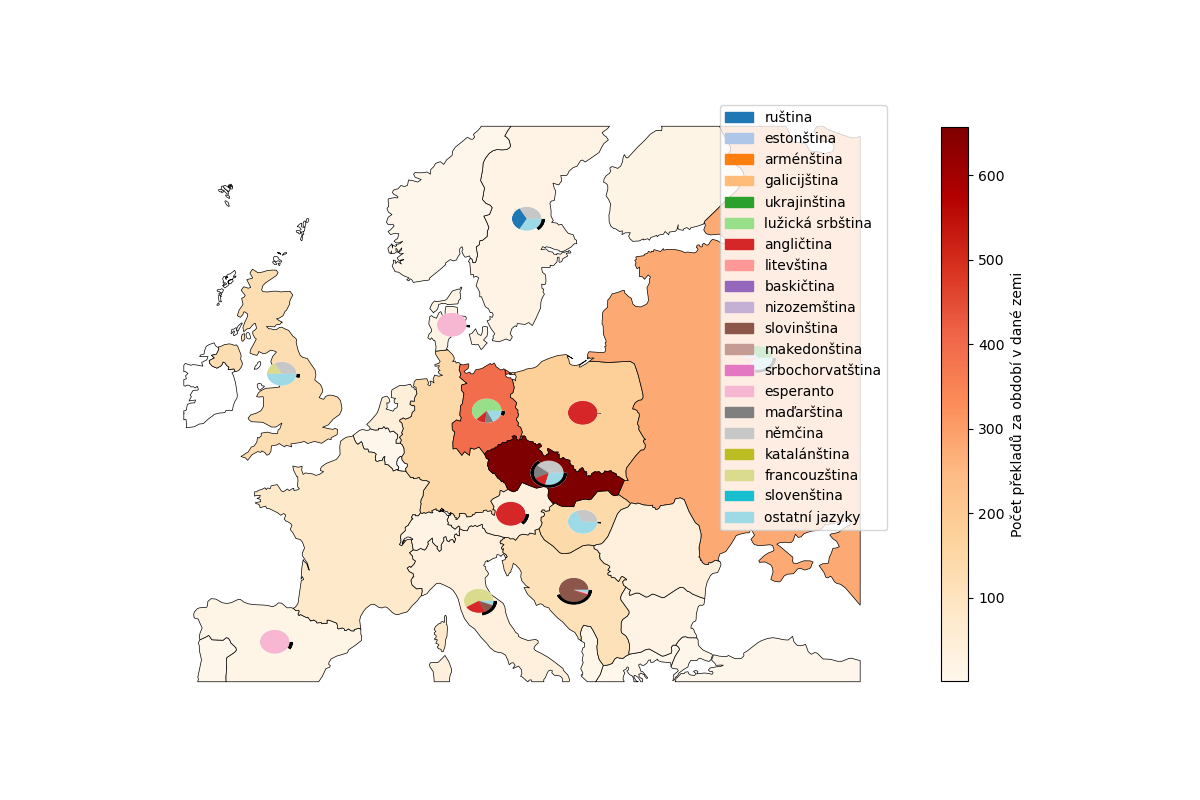 ruština
estonština
arménština
galicijština
ukrajinština
lužická srbština
angličtina
litevština
baskičtina
nizozemština
slovinština
makedonština
srbochorvatština
esperanto
maďarština
němčina
katalánština
francouzština
slovenština
ostatní jazyky
600
500
400
300
200
100
Počet překladů za období v dané zemi